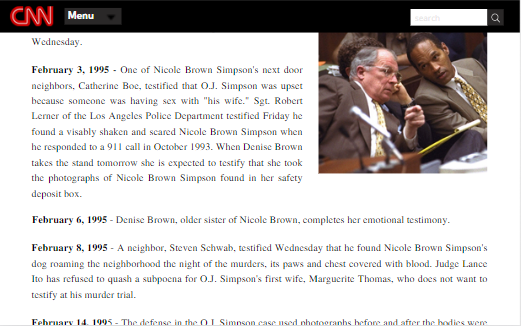 CNN Menu search
Wednesday.
February 3, 1995 - One of Nicole Brown Simpson's next door
neighbors, Catherine Boe, testified that O.J. Simpson was upset
because someone was having sex with "his wife." Sgt. Robert
Lerner of the Los Angeles Police Department testified Friday he
found a visably shaken and scared Nicole Brown Simpson when
he responded to a 911 call in October 1993. When Denise Brown
takes the stand tomorrow she is expected to testify that she took
the photographs of Nicole Brown Simpson found in her safety
deposit box.
February 6, 1995 - Denise Brown, older sister of Nicole Brown, completes her emotional testimony.
February 8, 1995 - A neighbor, Steven Schwab, testified Wednesday that he found Nicole Brown Simpson's
dog roaming the neighborhood the night of the murders, its paws and chest covered with blood. Judge Lance
Ito has refused to quash a subpoena for O.J. Simpson's first wife, Marguerite Thomas, who does not want to
testify at his murder trial.
February 14, 1995 - The defense in the O.J. Simpson case used photographs before and after the bodies were